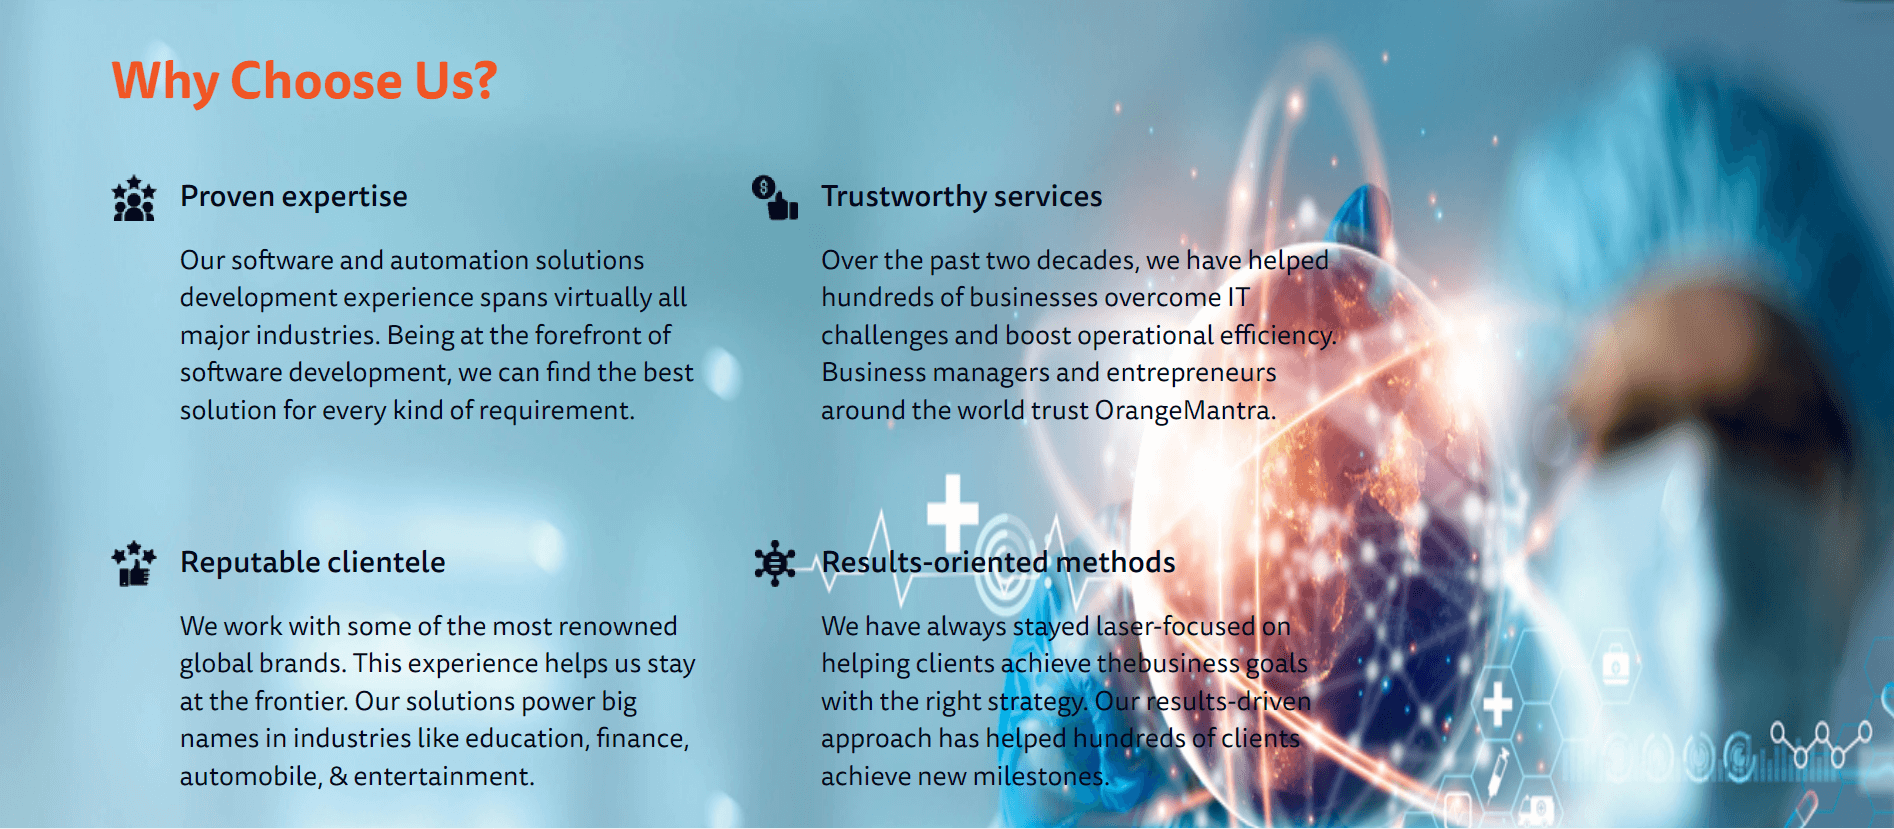 Why Choose Us?
Proven expertise
Our software and automation solutions
development experience spans virtually all
major industries. Being at the forefront of
software development, we can find the best
solution for every kind of requirement.
Trustworthy services
Over the past two decades, we have helped
hundreds of businesses overcome IT
challenges and boost operational efficiency.
Business managers and entrepreneurs
around the world trust OrangeMantra.
Reputable clientele
We work with some of the most renowned
global brands. This experience helps us stay
at the frontier. Our solutions power big
names in industries like education, finance,
automobile, & entertainment.
Results-oriented methods
We have always stayed laser-focused on
helping clients achieve thebusiness goals
with the right strategy. Our results-driven
approach has helped hundreds of clients
achieve new milestones.